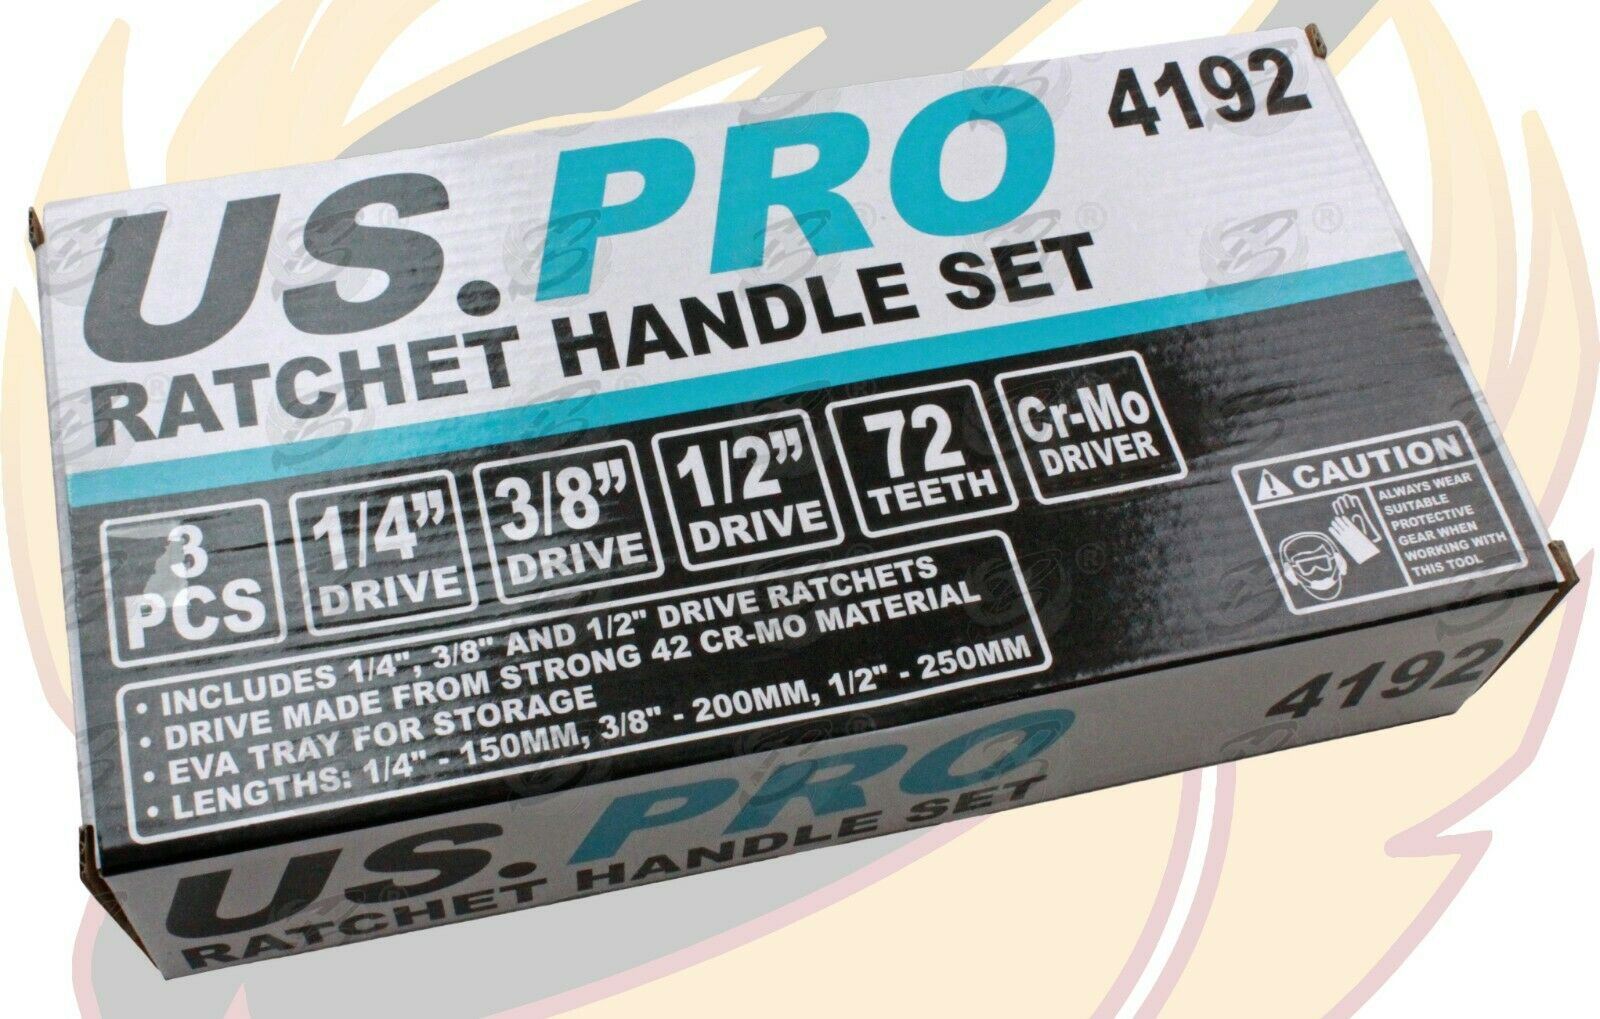 US.PRO
4192
RATCHET HANDLE SET
3
PCS
1/4”
DRIVE
3/8”
DRIVE
1/2”
DRIVE
72
TEETH
Cr-Mo
DRIVER
• INCLUDES 1/4", 3/8" AND 1/2" DRIVE RATCHETS
• DRIVE MADE FROM STRONG 42 CR-MO MATERIAL
• EVA TRAY FOR STORAGE
• LENGTHS: 1/4" - 150MM, 3/8" - 200MM, 1/2" - 250MM
CAUTION
ALWAYS WEAR
SUITABLE
PROTECTIVE
GEAR WHEN
WORKING WITH
THIS TOOL
US.PRO
4192
RATCHET HANDLE SET